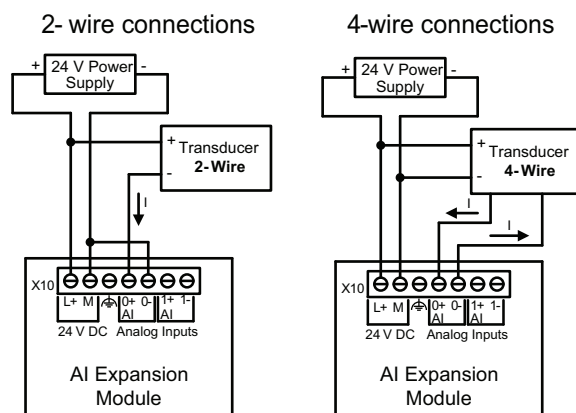 2- wire connections
+ 24 V Power -
Supply
+ Transducer
2-Wire
-
I
X10
L+ M 0+ 0- 1+ 1-
AI AI
24 V DC Analog Inputs
AI Expansion
Module
4-wire connections
+ 24 V Power -
Supply
+ Transducer
- 4-Wire
I
I
X10
L+ M 0+ 0- 1+ 1-
AI AI
24 V DC Analog Inputs
AI Expansion
Module